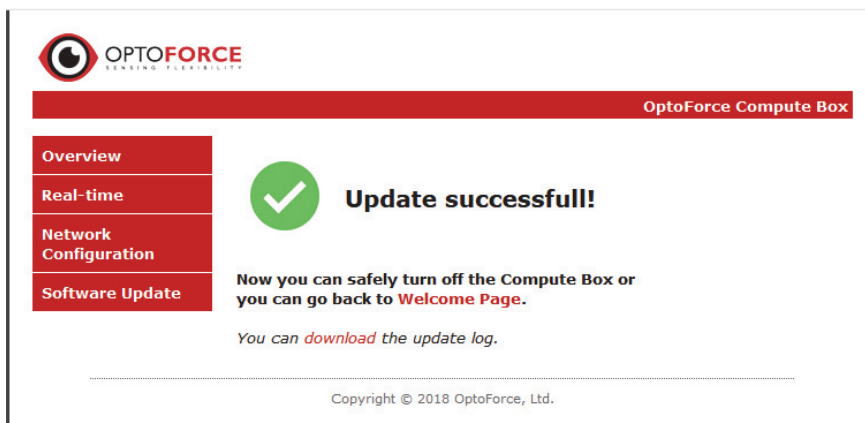 OPTOFORCE
SENSING FLEXIBILITY
OptoForce Compute Box
Overview
Real-time
Network
Configuration
Software Update
Update successfull!
Now you can safely turn off the Compute Box or
you can go back to Welcome Page.
You can download the update log.
Copyright © 2018 OptoForce, Ltd.